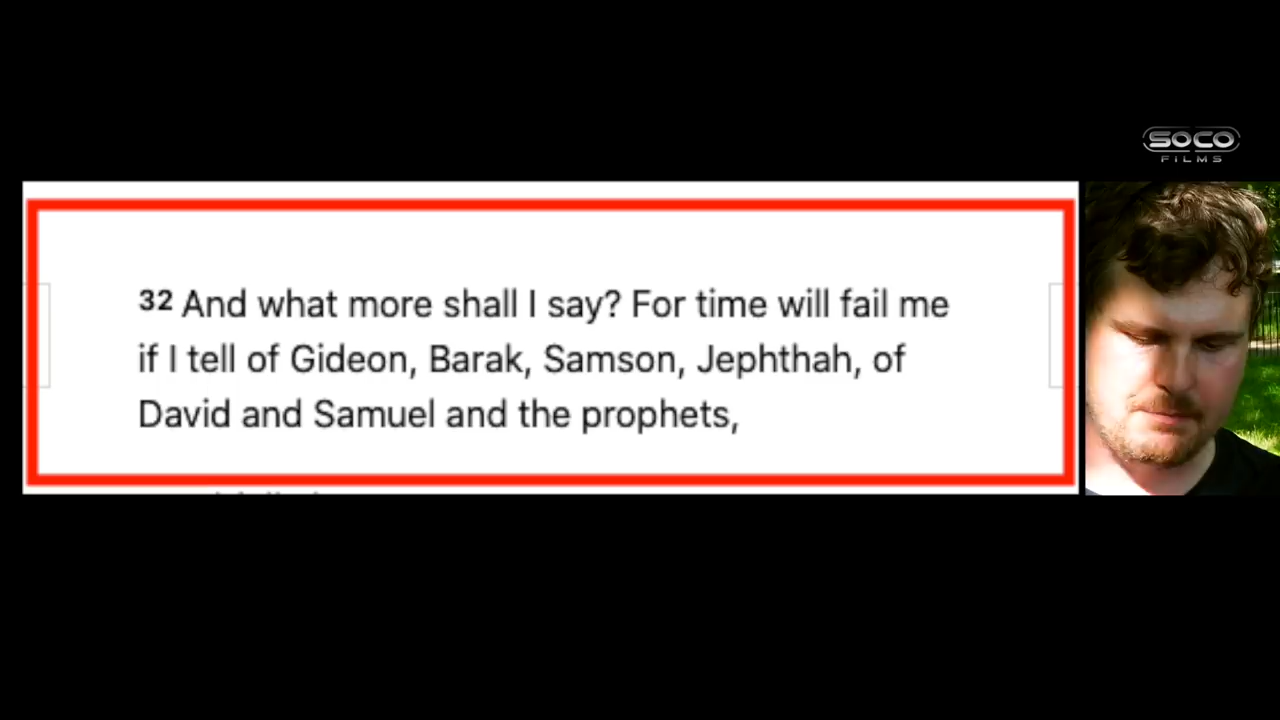 SOCO
FILMS
32 And what more shall I say? For time will fail me
if I tell of Gideon, Barak, Samson, Jephthah, of
David and Samuel and the prophets,